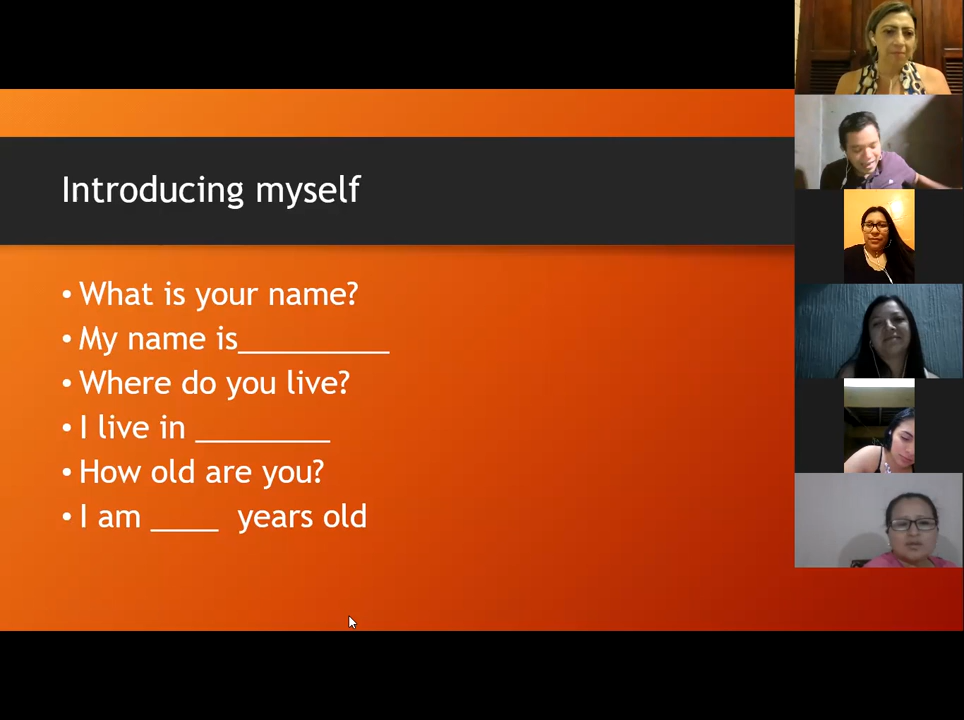 Introducing myself
• What is your name?
• My name is_________
• Where do you live?
• I live in ________
• How old are you?
• I am ____ years old